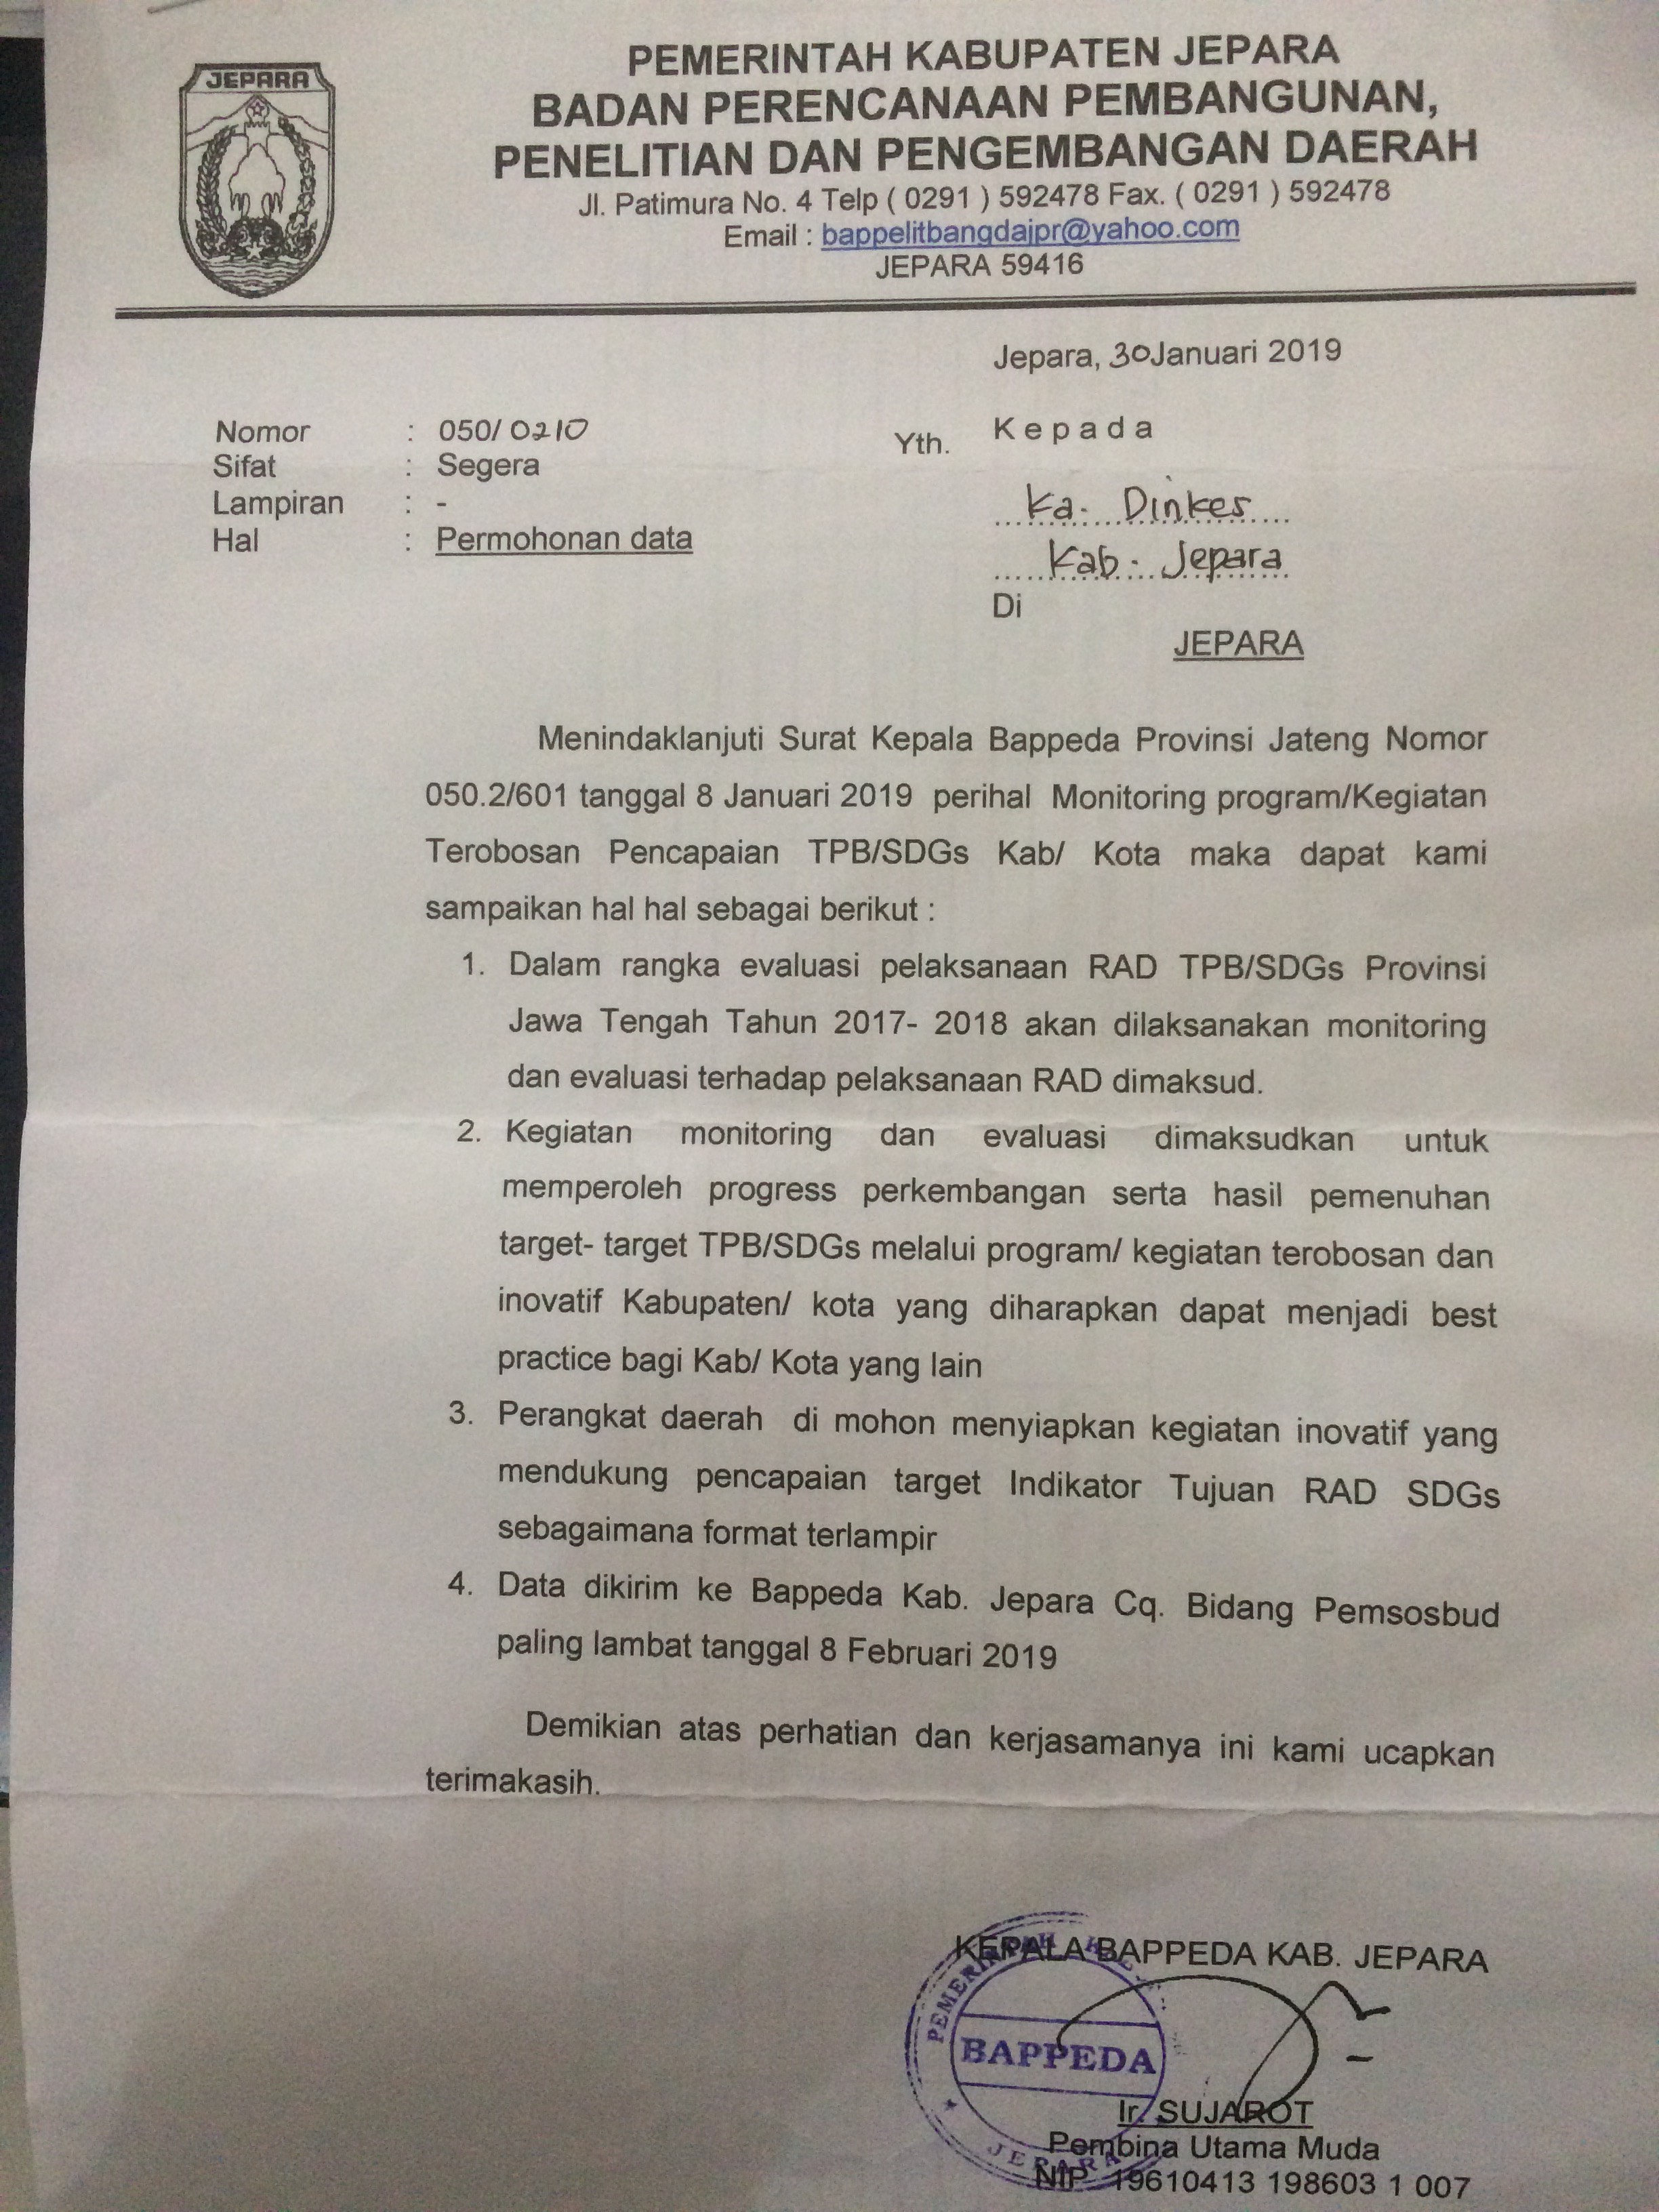 JEPARA
PEMERINTAH KABUPATEN JEPARA
BADAN PERENCANAAN PEMBANGUNAN,
PENELITIAN DAN PENGEMBANGAN DAERAH
Jl. Patimura No. 4 Telp ( 0291 ) 592478 Fax. ( 0291 ) 592478
Email : bappelitbangdajpr@yahoo.com
JEPARA 59416
Jepara, 30 Januari 2019
Nomor : 050/ 0210
Sifat : Segera
Lampiran : -
Hal : Permohonan data
Kepada
Yth.
Ka. Dinkes
Kab. Jepara
Di
JEPARA
Menindaklanjuti Surat Kepala Bappeda Provinsi Jateng Nomor
050.2/601 tanggal 8 Januari 2019 perihal Monitoring program/Kegiatan
Terobosan Pencapaian TPB/SDGs Kab/ Kota maka dapat kami
sampaikan hal hal sebagai berikut :
1. Dalam rangka evaluasi pelaksanaan RAD TPB/SDGs Provinsi
Jawa Tengah Tahun 2017- 2018 akan dilaksanakan monitoring
dan evaluasi terhadap pelaksanaan RAD dimaksud.
2. Kegiatan monitoring dan evaluasi dimaksudkan untuk
memperoleh progress perkembangan serta hasil pemenuhan
target- target TPB/SDGs melalui program/ kegiatan terobosan dan
inovatif Kabupaten/ kota yang diharapkan dapat menjadi best
practice bagi Kab/ Kota yang lain
3. Perangkat daerah di mohon menyiapkan kegiatan inovatif yang
mendukung pencapaian target Indikator Tujuan RAD SDGs
sebagaimana format terlampir
4. Data dikirim ke Bappeda Kab. Jepara Cq. Bidang Pemsosbud
paling lambat tanggal 8 Februari 2019
Demikian atas perhatian dan kerjasamanya ini kami ucapkan
terimakasih.
KEPALA BAPPEDA KAB. JEPARA
PEMERINTAH
BAPPEDA
JEPARA
Ir. SUJAROT
Pembina Utama Muda
NIP 19610413 198603 1 007